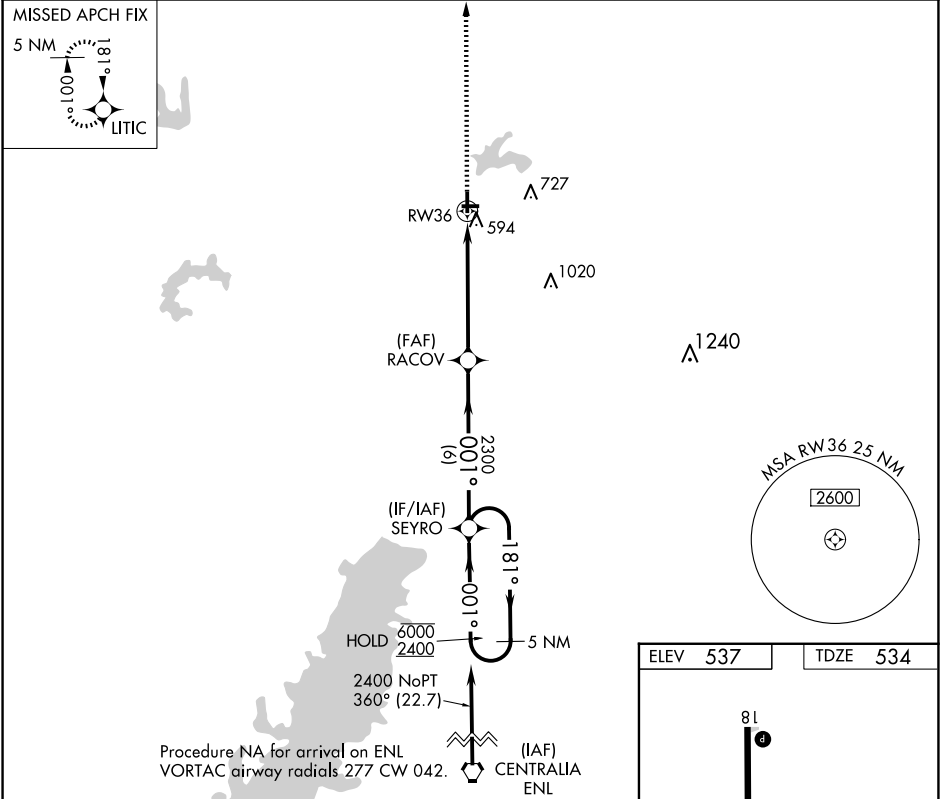 MISSED APCH FIX
5 NM
181°
001°
LITIC
727
RW36
594
1020
(FAF)
RACOV
1240
2300
001°
(6)
MSA RW36 25 NM
2600
(IF/IAF)
SEYRO
181°
001°
HOLD
6000
2400
5 NM
ELEV 537
TDZE 534
2400 NoPT
360° (22.7)
18
P
Procedure NA for arrival on ENL
VORTAC airway radials 277 CW 042.
(IAF)
CENTRALIA
ENL